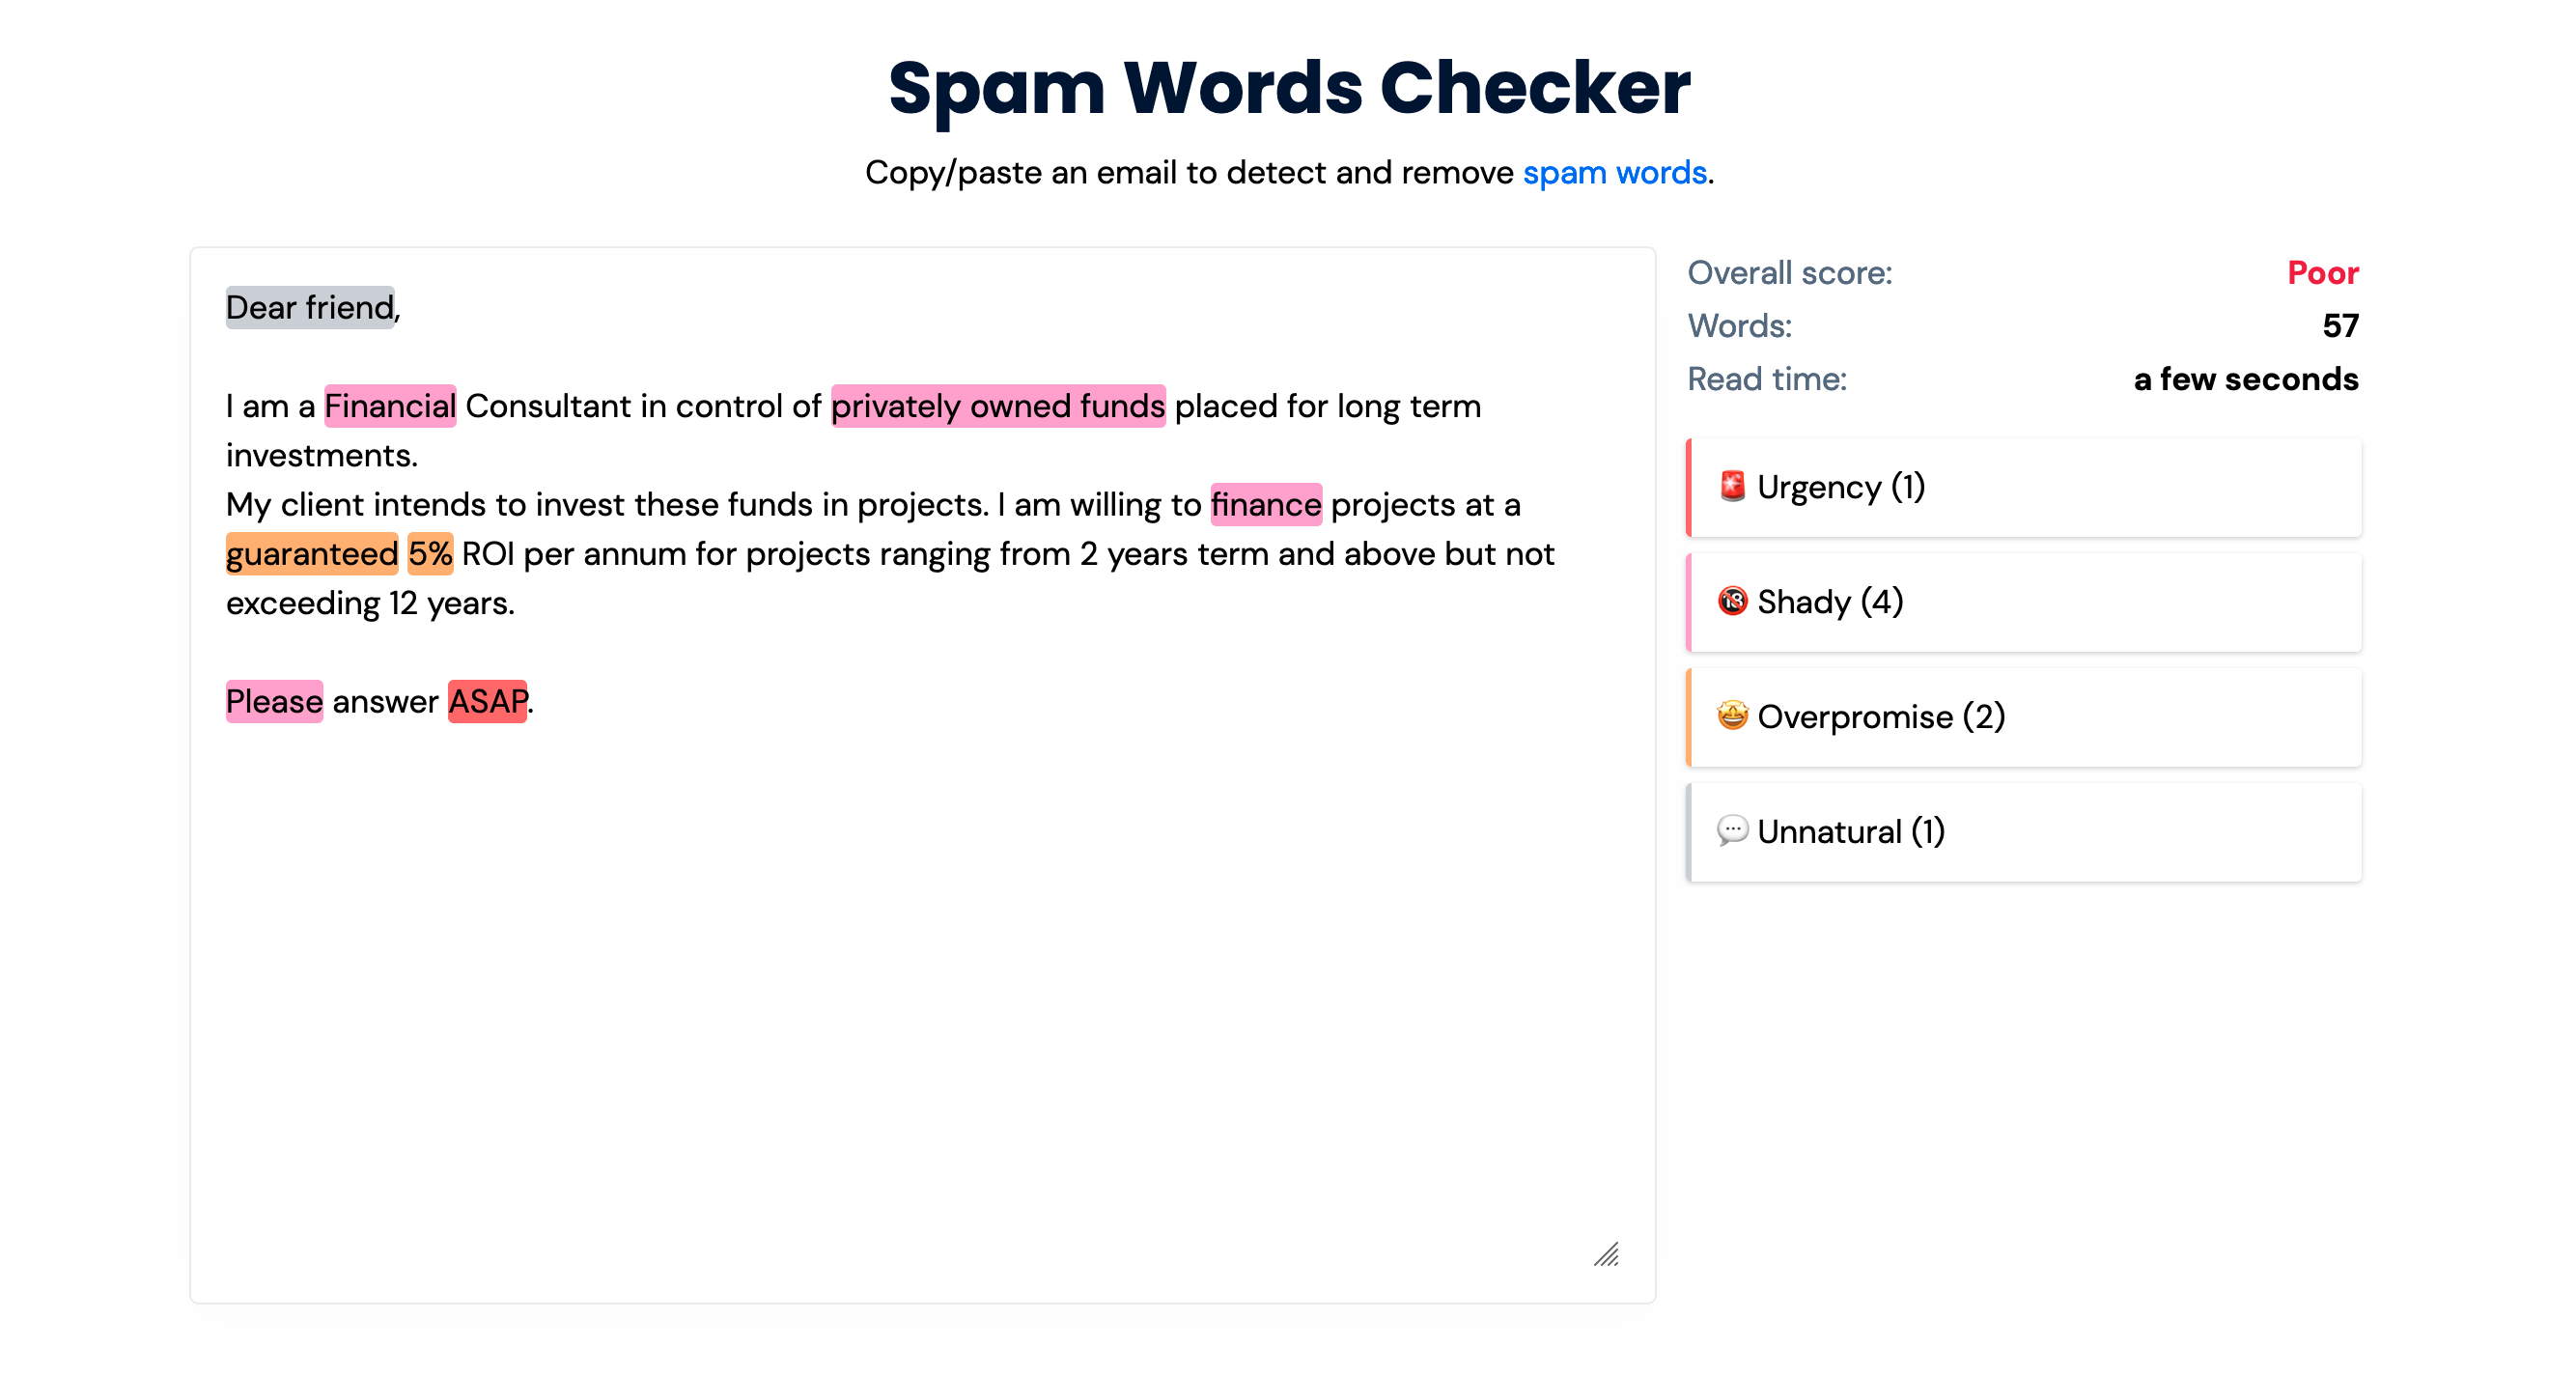 Spam Words Checker
Copy/paste an email to detect and remove spam words.
Dear friend,
I am a Financial Consultant in control of privately owned funds placed for long term
investments.
My client intends to invest these funds in projects. I am willing to finance projects at a
guaranteed 5% ROI per annum for projects ranging from 2 years term and above but not
exceeding 12 years.
Please answer ASAP.
Overall score: Poor
Words: 57
Read time: a few seconds
Urgency (1)
Shady (4)
Overpromise (2)
Unnatural (1)